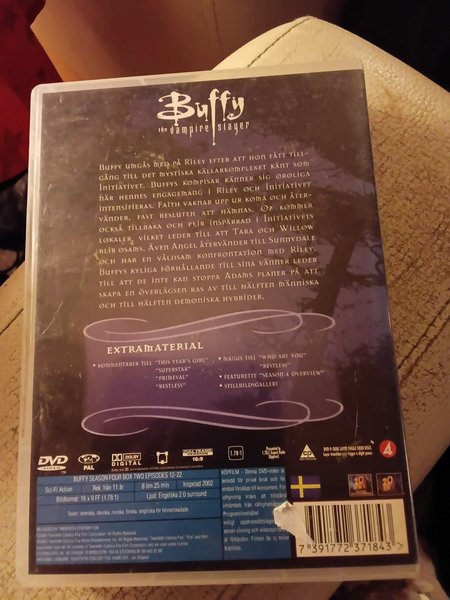 Buffy
the vampire slayer
Buffy umgås med på Riley efter att hon fått till-
gång till det mystiska källarkomplexet känt som
Initiativet. Buffys kompisar känner sig oroliga
när hennes engagemang i Riley och Initiativet
intensifieras. Faith vaknar upp ur koma och åter-
vänder, fast besluten att hämnas. Oz kommer
också tillbaka och flir inspärrad i Initiativets
lokaler, vilket leder till att Tara och Willow
blir osams. Även Angel återvänder till Sunnydale
och har en våldsam konfrontation med Riley.
Buffys kyliga förhållande till sina vänner leder
till att de inte kan stoppa Adams planer på att
skapa en överlägsen ras av till hälften människa
och till hälften demoniska hybrider.
Extramaterial
• Kommentarer till "This Year's Girl"
"Superstar"
"Primeval"
"Restless"
• Manus till "Who Are You"
"Restless"
• Featurette "Season 4 Overview"
• Stillbildsgalleri
DVD
PAL
DOLBY
DIGITAL
16:9
1.78:1
4
BUFFY SEASON FOUR BOX TWO EPISODES 12-22
Sci-Fi Action
Rek. från 11 år
8 tim 25 min
Inspelad 2002
Bildformat: 16 x 9 FF (1.78:1)
Ljud: Engelska 2.0 surround
KÖPFILM - Denna DVD-video är
7 391772 371843